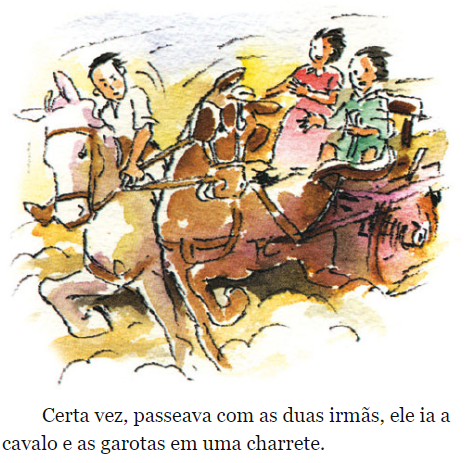 Certa vez, passeava com as duas irmãs, ele ia a
cavalo e as garotas em uma charrete.